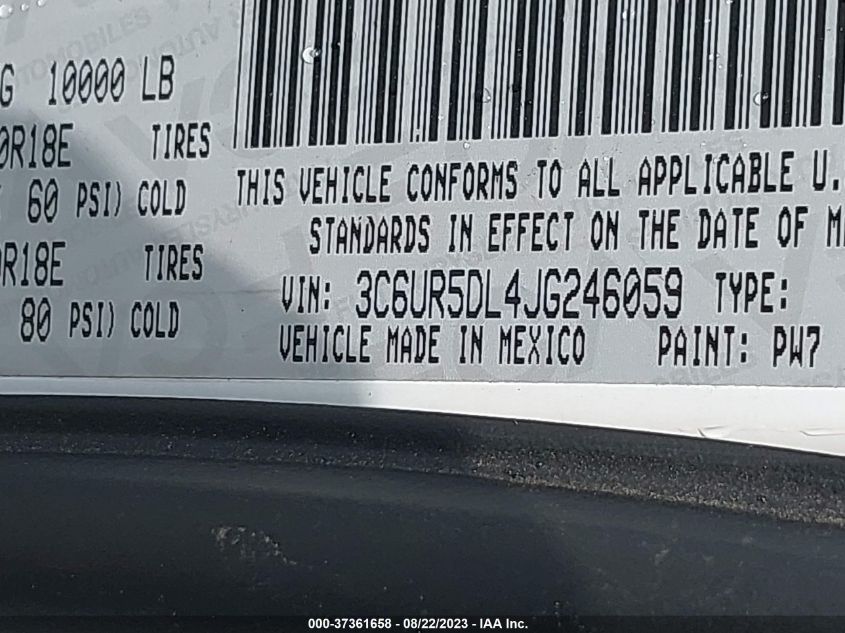 G 10000 LB
0R18E TIRES
60 PSI) COLD
0R18E TIRES
80 PSI) COLD
THIS VEHICLE CONFORMS TO ALL APPLICABLE U.
STANDARDS IN EFFECT ON THE DATE OF M
VIN: 3C6UR5DL4JG246059 TYPE:
VEHICLE MADE IN MEXICO PAINT: PW7
000-37361658 - 08/22/2023 - IAA Inc.